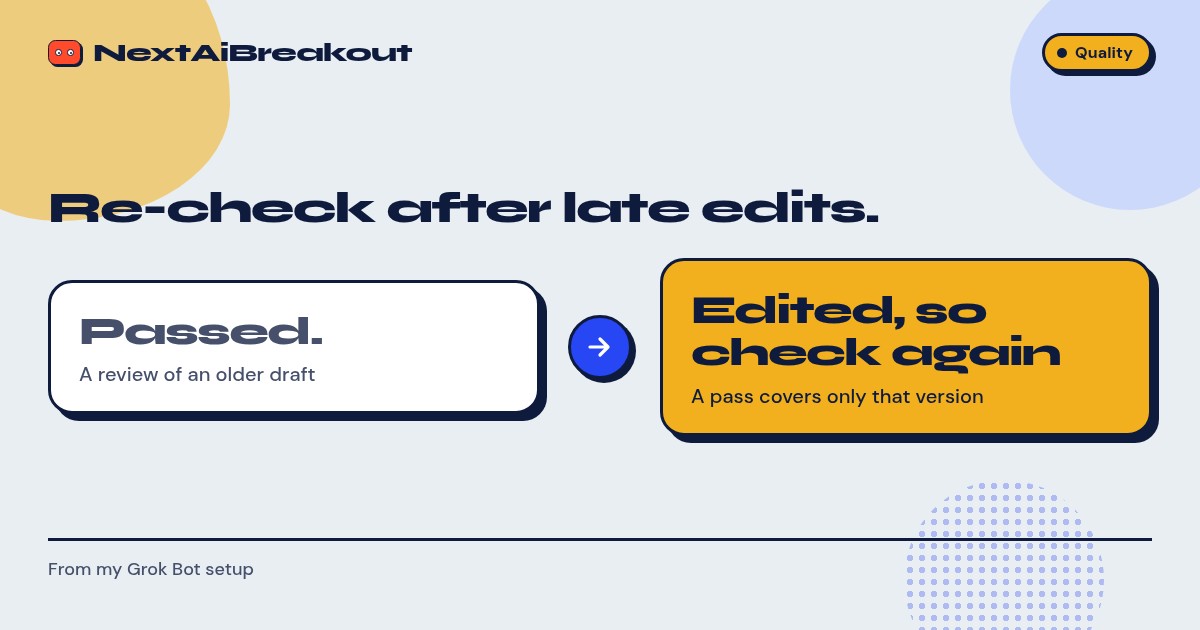 NextAiBreakout
Quality
Re-check after late edits.
Passed.
A review of an older draft
Edited, so
check again
A pass covers only that version
From my Grok Bot setup